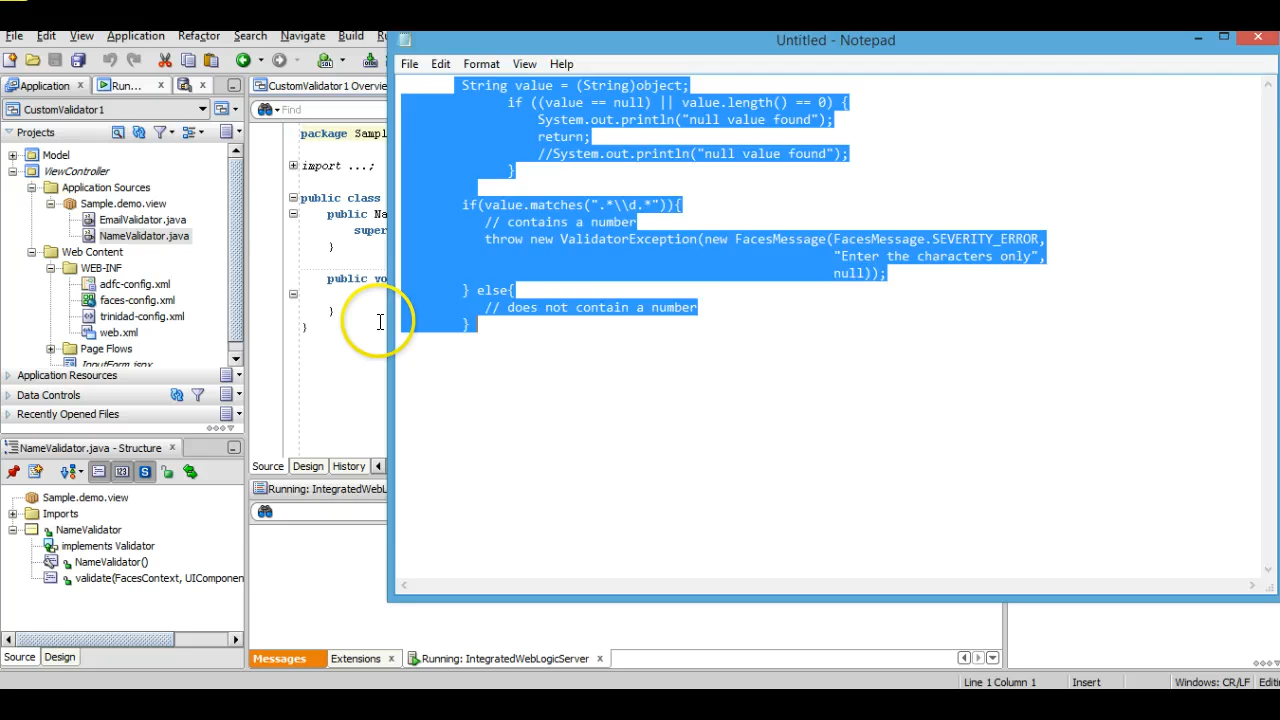 File Edit View Application Refactor Search Navigate Build
Untitled - Notepad
File Edit Format View Help
Application Run...
CustomValidator1
Projects
Model
ViewController
Application Sources
Sample.demo.view
EmailValidator.java
NameValidator.java
Web Content
WEB-INF
adfc-config.xml
faces-config.xml
trinidad-config.xml
web.xml
Page Flows
InputForm.jspx
Application Resources
Data Controls
Recently Opened Files
NameValidator.java - Structure
Sample.demo.view
Imports
NameValidator
implements Validator
NameValidator()
validate(FacesContext, UIComponen
Source Design
CustomValidator1 Overvie
Find
package Sampl
import ...;
public class
public Na
super
}
public vo
}
}
Source Design History
Running: IntegratedWebL
String value = (String)object;
if ((value == null) || value.length() == 0) {
System.out.println("null value found");
return;
//System.out.println("null value found");
}
if(value.matches(".*\\d.*")){
// contains a number
throw new ValidatorException(new FacesMessage(FacesMessage.SEVERITY_ERROR,
"Enter the characters only",
null));
} else{
// does not contain a number
}
Messages Extensions Running: IntegratedWebLogicServer
Line 1 Column 1 Insert Windows: CR/LF Editi